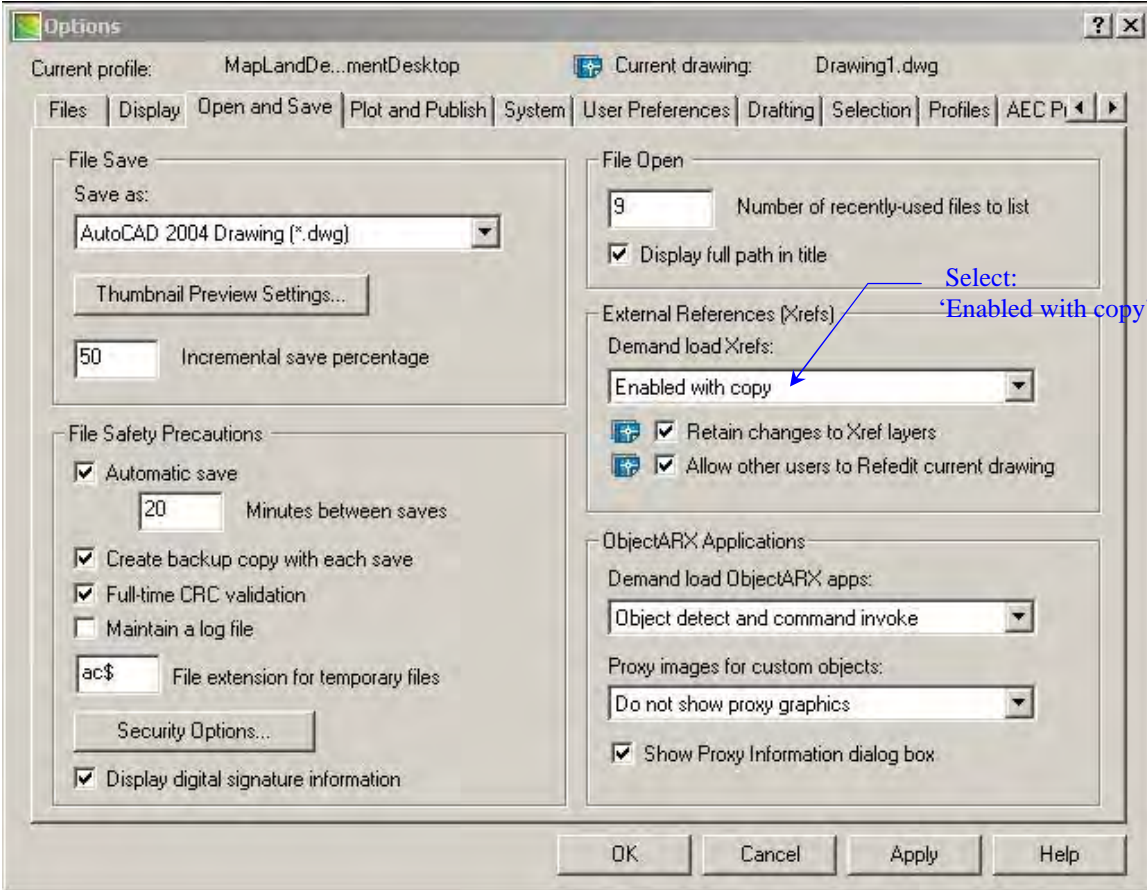 Options
Current profile: MapLandDe...mentDesktop Current drawing: Drawing1.dwg
Files Display Open and Save Plot and Publish System User Preferences Drafting Selection Profiles AEC
File Save
Save as:
AutoCAD 2004 Drawing (*.dwg)
Thumbnail Preview Settings...
50 Incremental save percentage
File Safety Precautions
Automatic save
20 Minutes between saves
Create backup copy with each save
Full-time CRC validation
Maintain a log file
ac$ File extension for temporary files
Security Options...
Display digital signature information
File Open
9 Number of recently-used files to list
Display full path in title
Select:
‘Enabled with copy
External References (Xrefs)
Demand load Xrefs:
Enabled with copy
Retain changes to Xref layers
Allow other users to Refedit current drawing
ObjectARX Applications
Demand load ObjectARX apps:
Object detect and command invoke
Proxy images for custom objects:
Do not show proxy graphics
Show Proxy Information dialog box
OK Cancel Apply Help